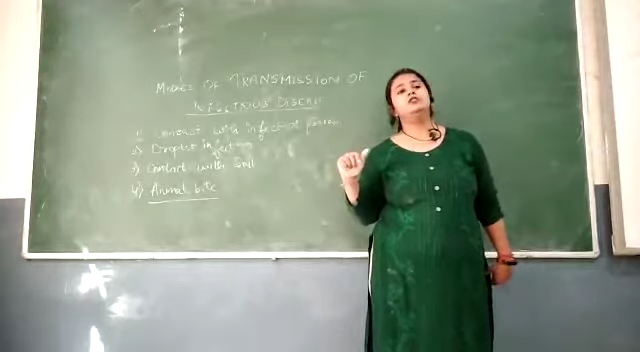 MODES OF TRANSMISSION OF
INFECTIOUS DISEASE
1) Contact with infected person
2) Droplet infection
3) Contact with Soil
4) Animal bite